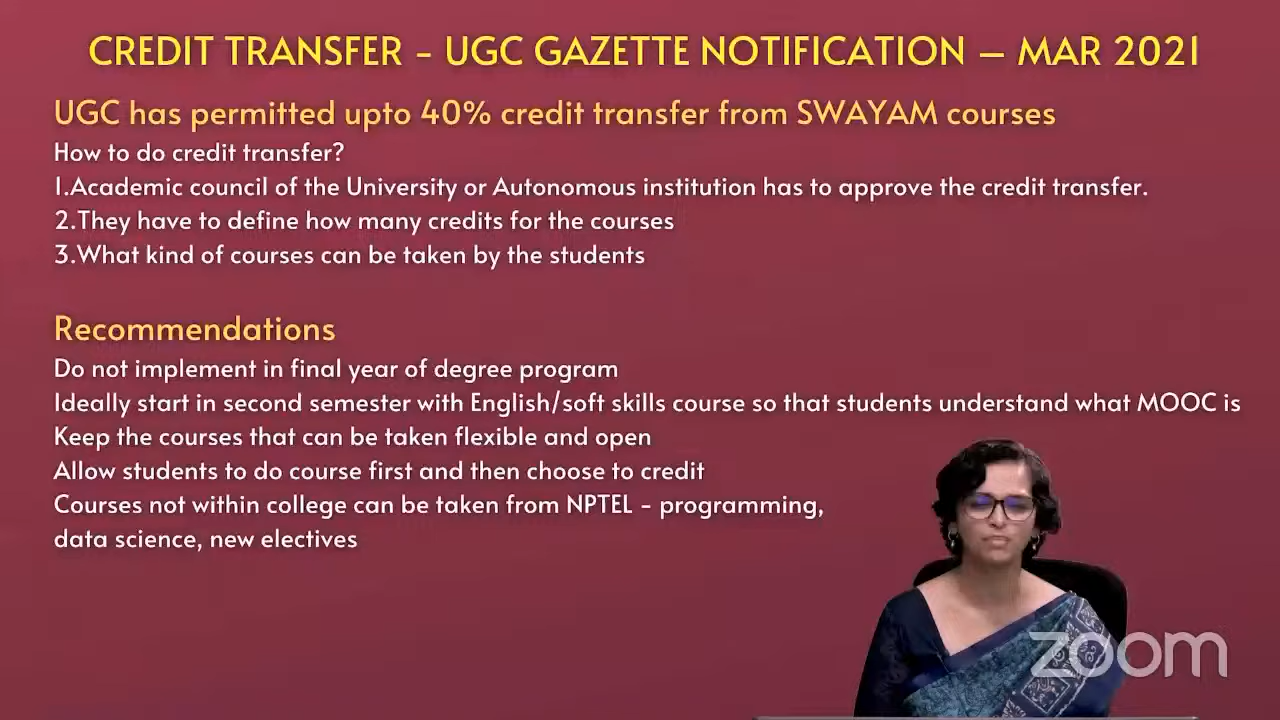 CREDIT TRANSFER - UGC GAZETTE NOTIFICATION – MAR 2021
UGC has permitted upto 40% credit transfer from SWAYAM courses
How to do credit transfer?
1.Academic council of the University or Autonomous institution has to approve the credit transfer.
2.They have to define how many credits for the courses
3.What kind of courses can be taken by the students
Recommendations
Do not implement in final year of degree program
Ideally start in second semester with English/soft skills course so that students understand what MOOC is
Keep the courses that can be taken flexible and open
Allow students to do course first and then choose to credit
Courses not within college can be taken from NPTEL - programming,
data science, new electives
zoom